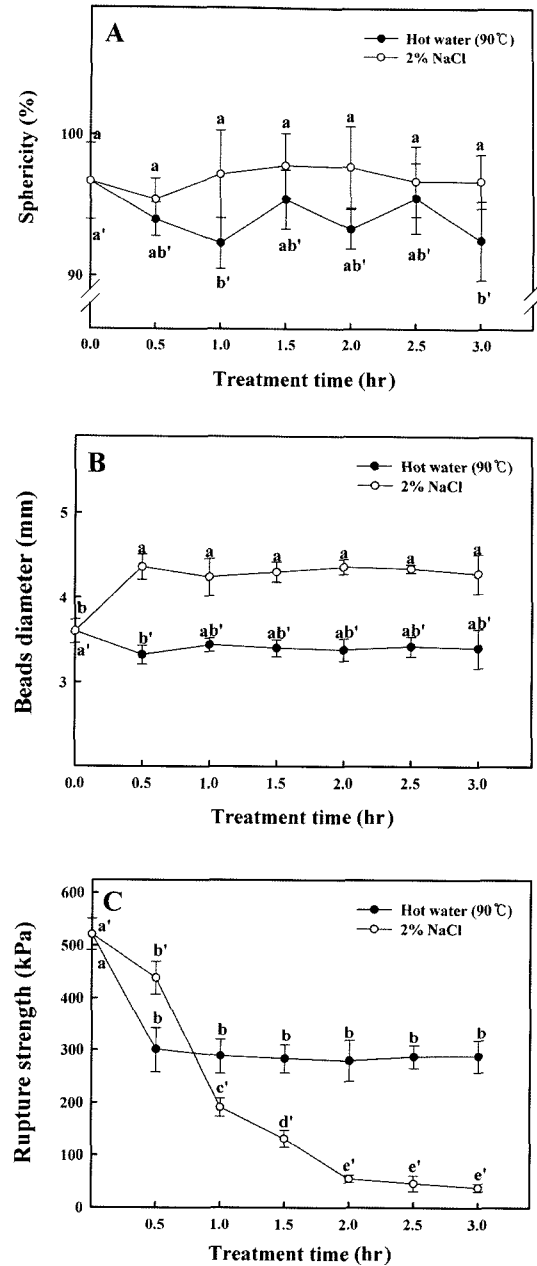 A
Hot water (90℃)
2% NaCl
Sphericity (%)
100
90
a
a
a
a
a
a
a
a'
ab'
b'
ab'
ab'
ab'
b'
0.0 0.5 1.0 1.5 2.0 2.5 3.0
Treatment time (hr)
B
Hot water (90℃)
2% NaCl
Beads diameter (mm)
5
4
3
b
a
a
a
a
a
a
a'
b'
ab'
ab'
ab'
ab'
ab'
0.0 0.5 1.0 1.5 2.0 2.5 3.0
Treatment time (hr)
C
Hot water (90℃)
2% NaCl
Rupture strength (kPa)
600
500
400
300
200
100
0
a'
b'
a
b
b
b
b
b
b
c'
d'
e'
e'
e'
0.5 1.0 1.5 2.0 2.5 3.0
Treatment time (hr)